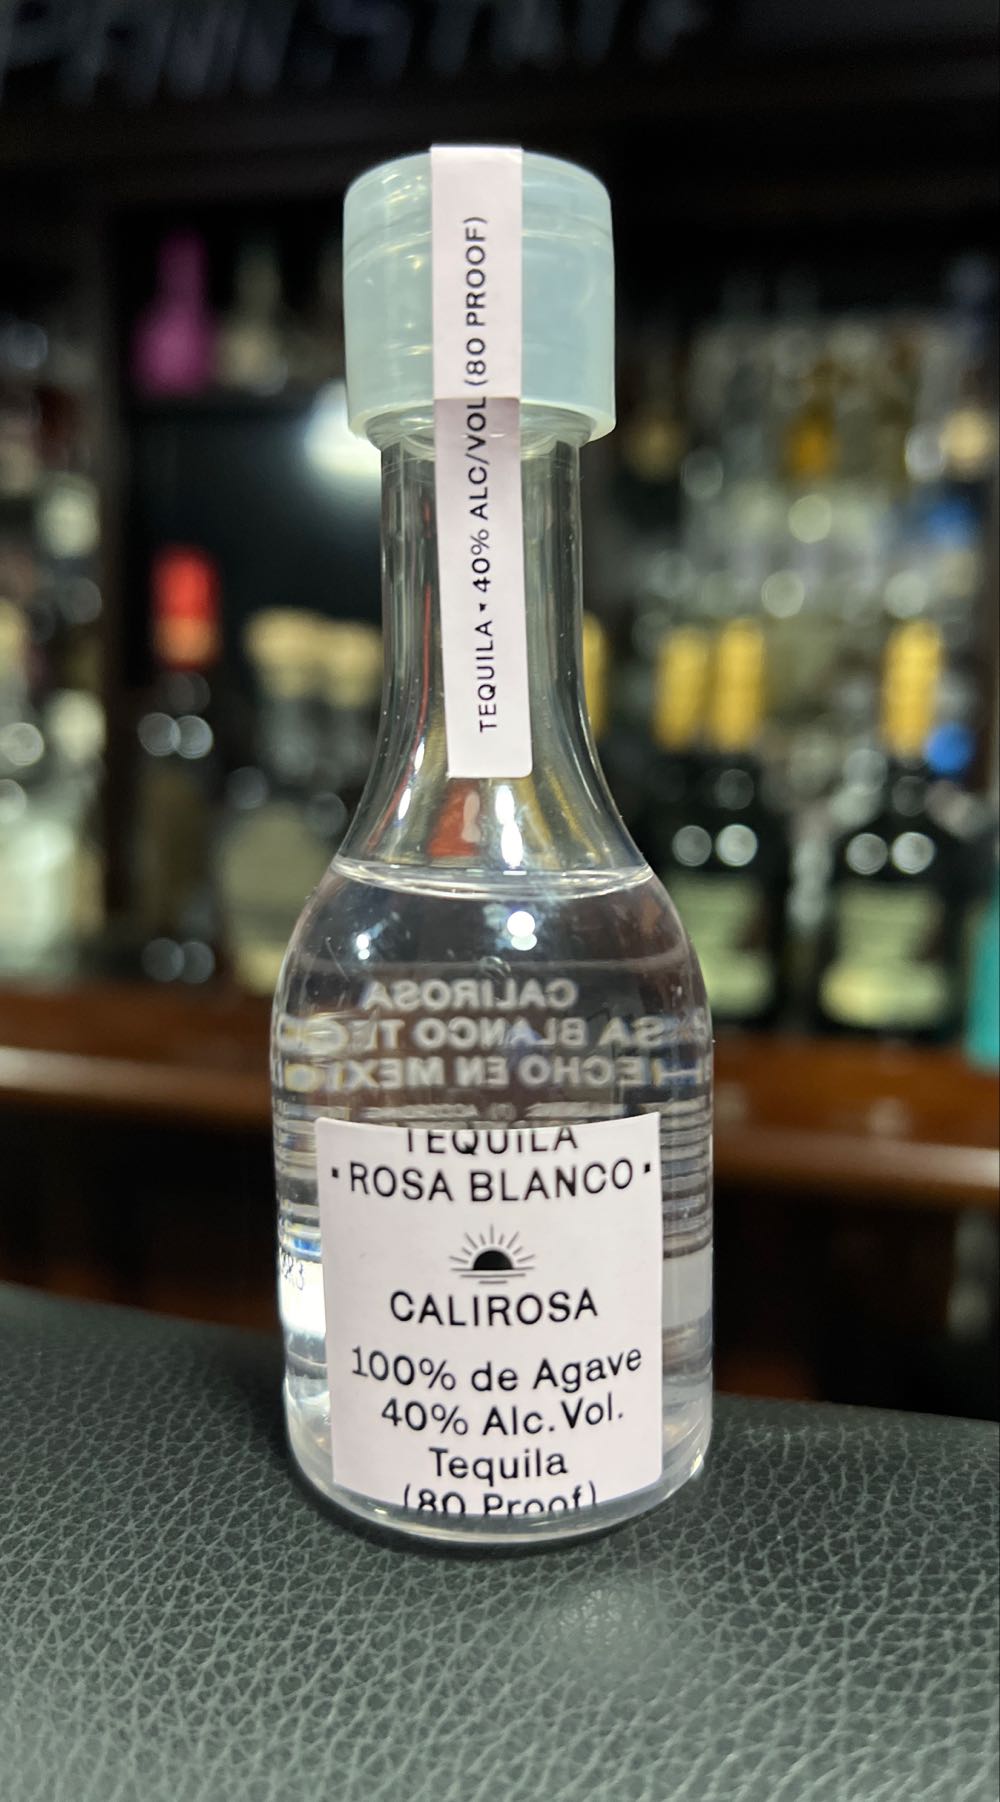 TEQUILA • 40% ALC/VOL (80 PROOF)
CALIROSA
SA BLANCO TEQ
HECHO EN MEXICO
TEQUILA
• ROSA BLANCO •
CALIROSA
100% de Agave
40% Alc. Vol.
Tequila
(80 Proof)